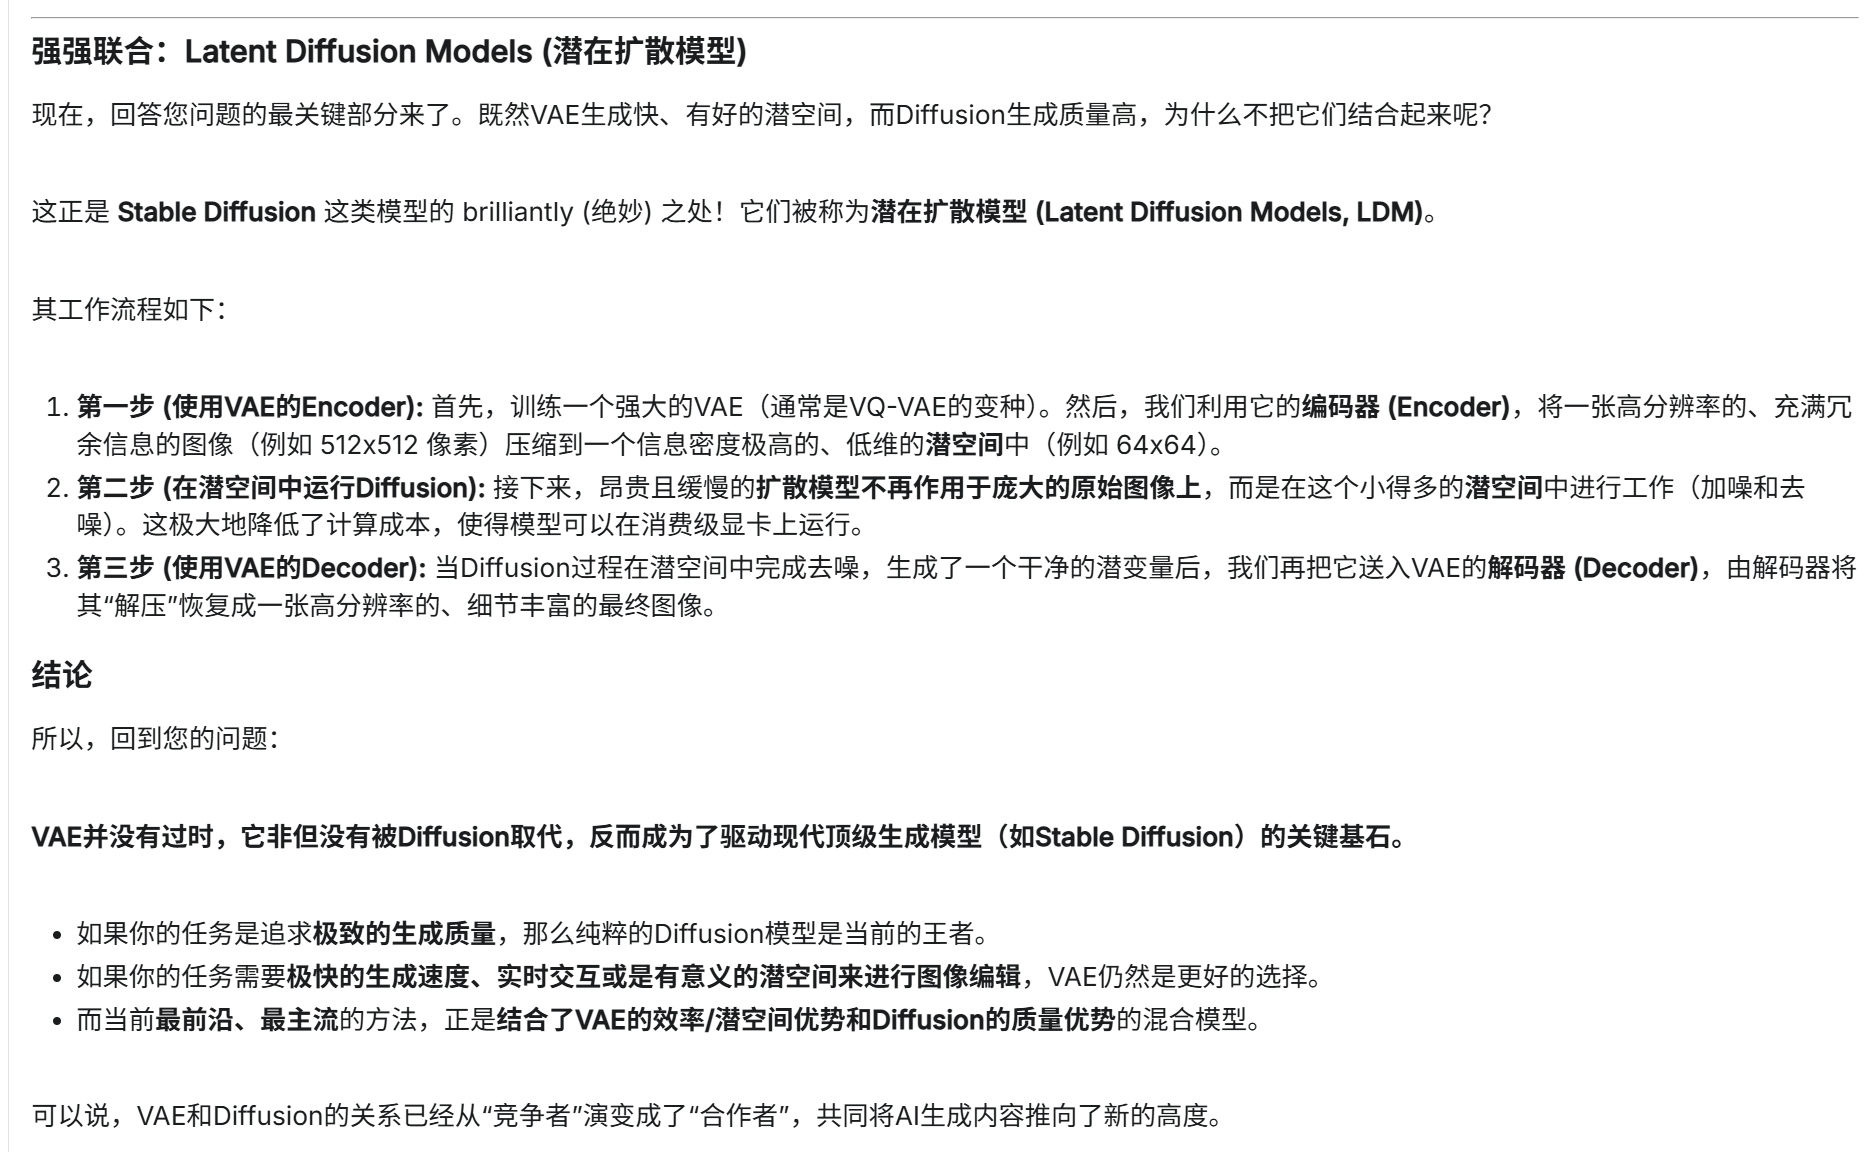 强强联合：Latent Diffusion Models (潜在扩散模型)
现在，回答您问题的最关键部分来了。既然VAE生成快、有好的潜空间，而Diffusion生成质量高，为什么不把它们结合起来呢？
这正是 Stable Diffusion 这类模型的 brilliantly (绝妙) 之处！它们被称为潜在扩散模型 (Latent Diffusion Models, LDM)。
其工作流程如下：
1. 第一步 (使用VAE的Encoder): 首先，训练一个强大的VAE（通常是VQ-VAE的变种）。然后，我们利用它的编码器 (Encoder)，将一张高分辨率的、充满冗
余信息的图像（例如 512x512 像素）压缩到一个信息密度极高的、低维的潜空间中（例如 64x64）。
2. 第二步 (在潜空间中运行Diffusion): 接下来，昂贵且缓慢的扩散模型不再作用于庞大的原始图像上，而是在这个小得多的潜空间中进行工作（加噪和去
噪）。这极大地降低了计算成本，使得模型可以在消费级显卡上运行。
3. 第三步 (使用VAE的Decoder): 当Diffusion过程在潜空间中完成去噪，生成了一个干净的潜变量后，我们再把它送入VAE的解码器 (Decoder)，由解码器将
其“解压”恢复成一张高分辨率的、细节丰富的最终图像。
结论
所以，回到您的问题：
VAE并没有过时，它非但没有被Diffusion取代，反而成为了驱动现代顶级生成模型（如Stable Diffusion）的关键基石。
• 如果你的任务是追求极致的生成质量，那么纯粹的Diffusion模型是当前的王者。
• 如果你的任务需要极快的生成速度、实时交互或是有意义的潜空间来进行图像编辑，VAE仍然是更好的选择。
• 而当前最前沿、最主流的方法，正是结合了VAE的效率/潜空间优势和Diffusion的质量优势的混合模型。
可以说，VAE和Diffusion的关系已经从“竞争者”演变成了“合作者”，共同将AI生成内容推向了新的高度。